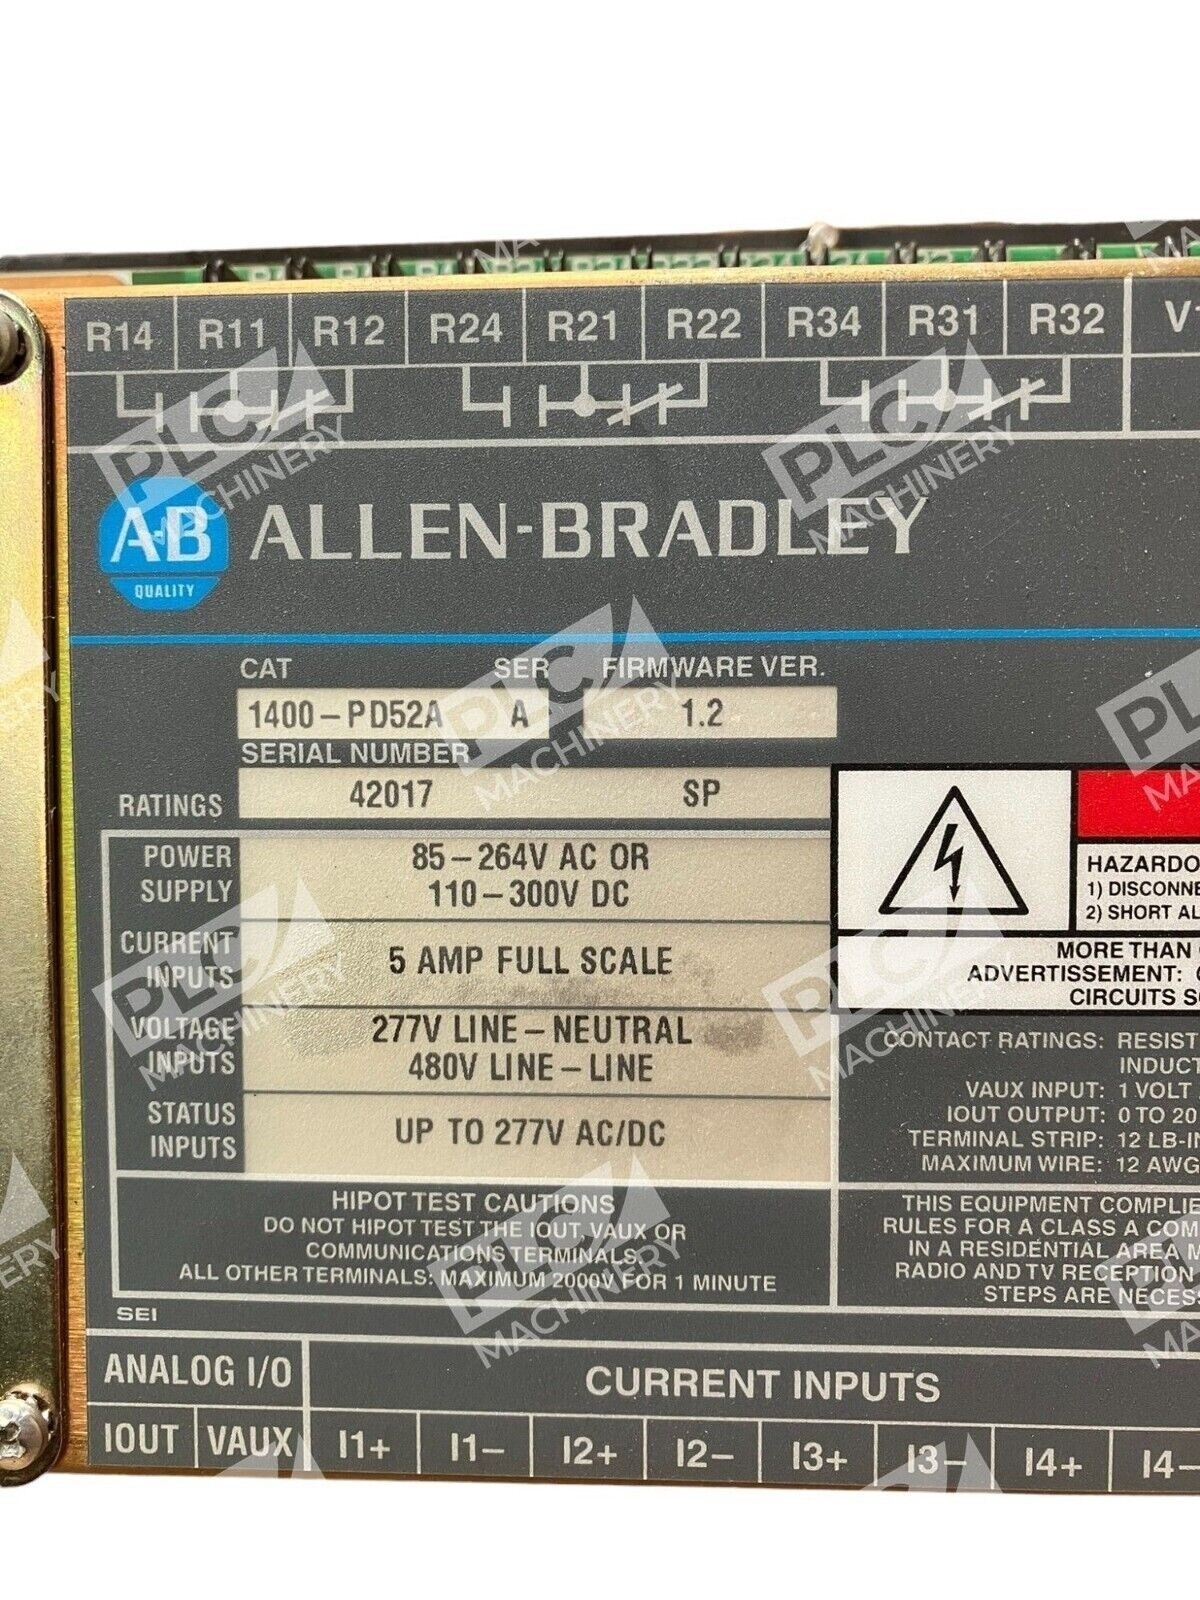 R14 R11 R12 R24 R21 R22 R34 R31 R32
A-B ALLEN-BRADLEY
QUALITY
CAT SER FIRMWARE VER.
1400-PD52A A 1.2
SERIAL NUMBER
RATINGS 42017 SP
POWER SUPPLY
85-264V AC OR
110-300V DC
CURRENT INPUTS
5 AMP FULL SCALE
VOLTAGE INPUTS
277V LINE-NEUTRAL
480V LINE-LINE
STATUS INPUTS
UP TO 277V AC/DC
HIPOT TEST CAUTIONS
DO NOT HIPOT TEST THE IOUT, VAUX OR
COMMUNICATIONS TERMINALS.
ALL OTHER TERMINALS: MAXIMUM 2000V FOR 1 MINUTE
SEI
1) DISCONNE
2) SHORT AL
MORE THAN
ADVERTISSEMENT:
CIRCUITS S
CONTACT RATINGS: RESIST
INDUCT
VAUX INPUT: 1 VOLT
IOUT OUTPUT: 0 TO 20
TERMINAL STRIP: 12 LB-IN
MAXIMUM WIRE: 12 AWG
THIS EQUIPMENT COMPLIE
RULES FOR A CLASS A COM
IN A RESIDENTIAL AREA M
RADIO AND TV RECEPTION
STEPS ARE NECESS
ANALOG I/O CURRENT INPUTS
IOUT VAUX I1+ I1- I2+ I2- I3+ I3- I4+ I4-
PLC MACHINERY